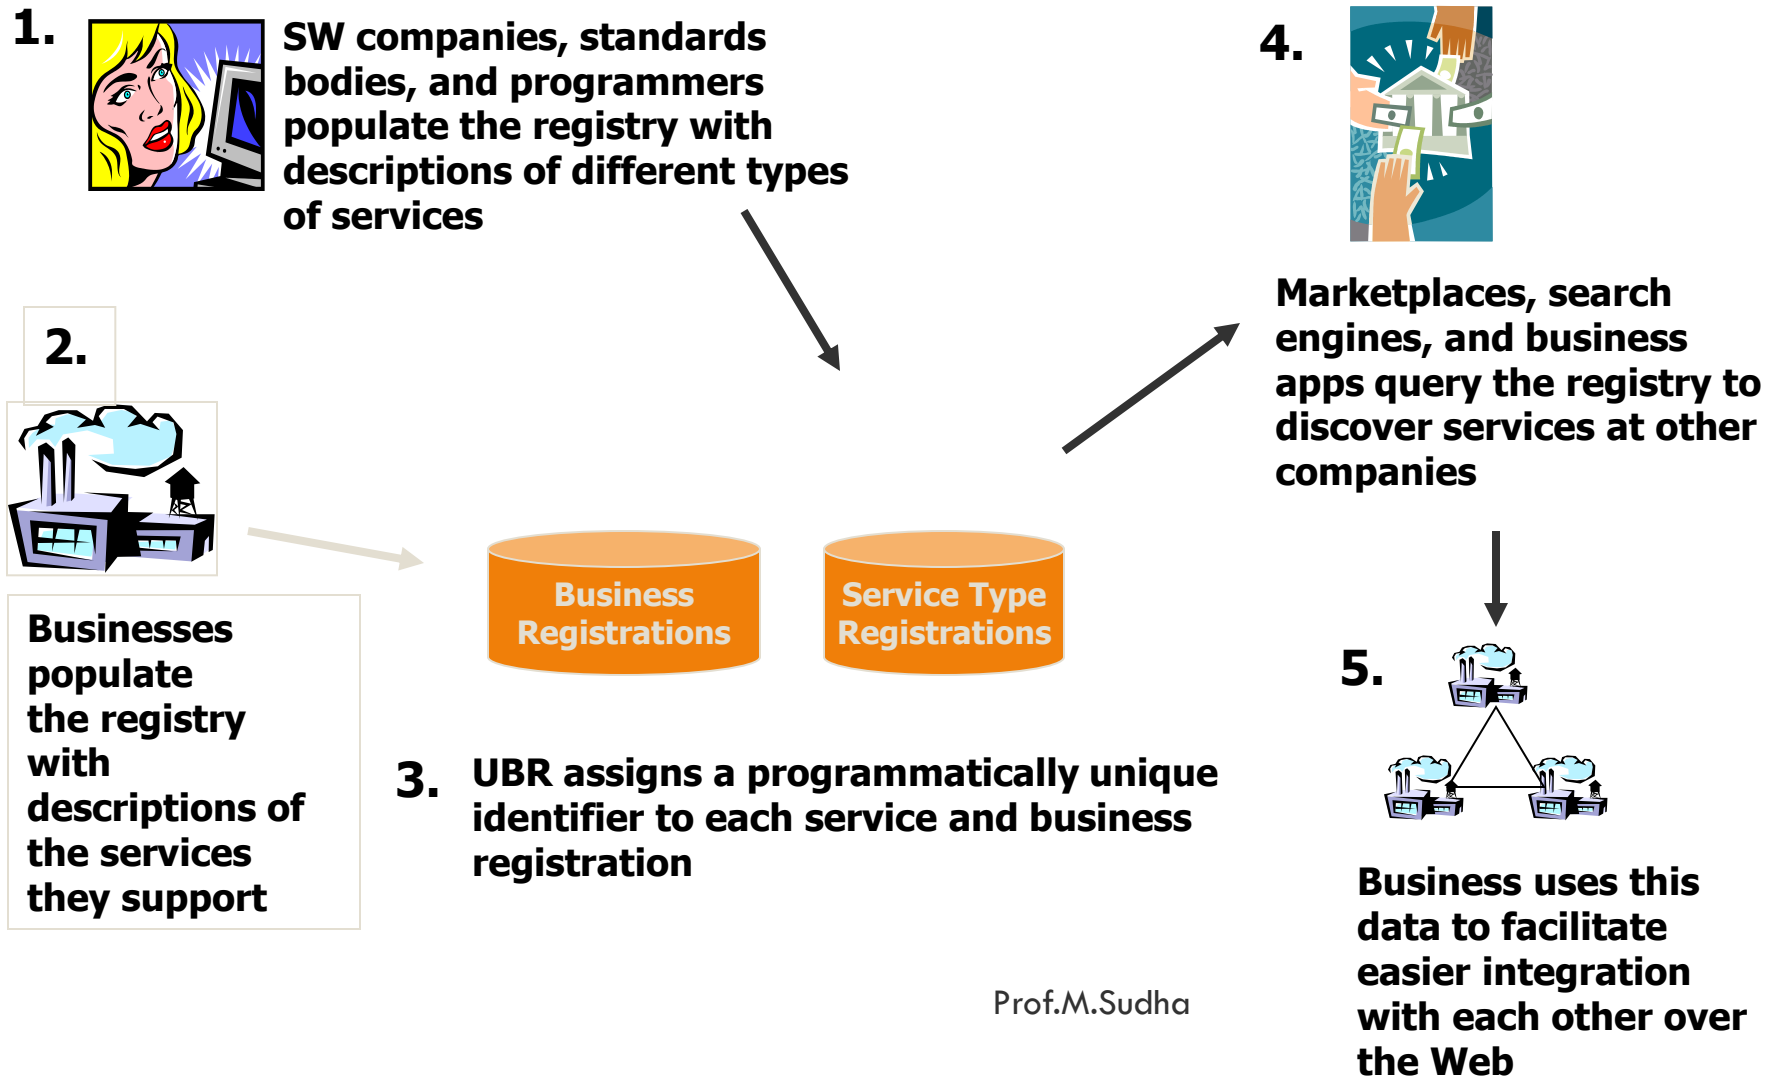 1.
SW companies, standards
bodies, and programmers
populate the registry with
descriptions of different types
of services
2.
Businesses
populate
the registry
with
descriptions of
the services
they support
Business
Registrations
Service Type
Registrations
3.
UBR assigns a programmatically unique
identifier to each service and business
registration
4.
Marketplaces, search
engines, and business
apps query the registry to
discover services at other
companies
5.
Business uses this
data to facilitate
easier integration
with each other over
the Web
Prof.M.Sudha